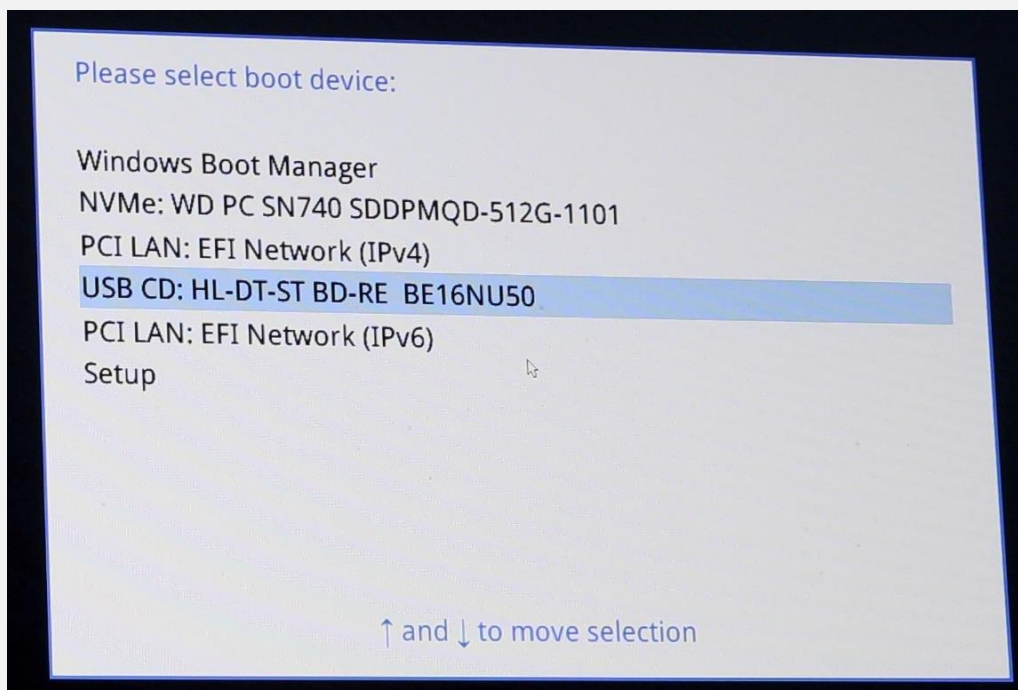 Please select boot device:
Windows Boot Manager
NVMe: WD PC SN740 SDDPMQD-512G-1101
PCI LAN: EFI Network (IPv4)
USB CD: HL-DT-ST BD-RE  BE16NU50
PCI LAN: EFI Network (IPv6)
Setup
↑ and ↓ to move selection